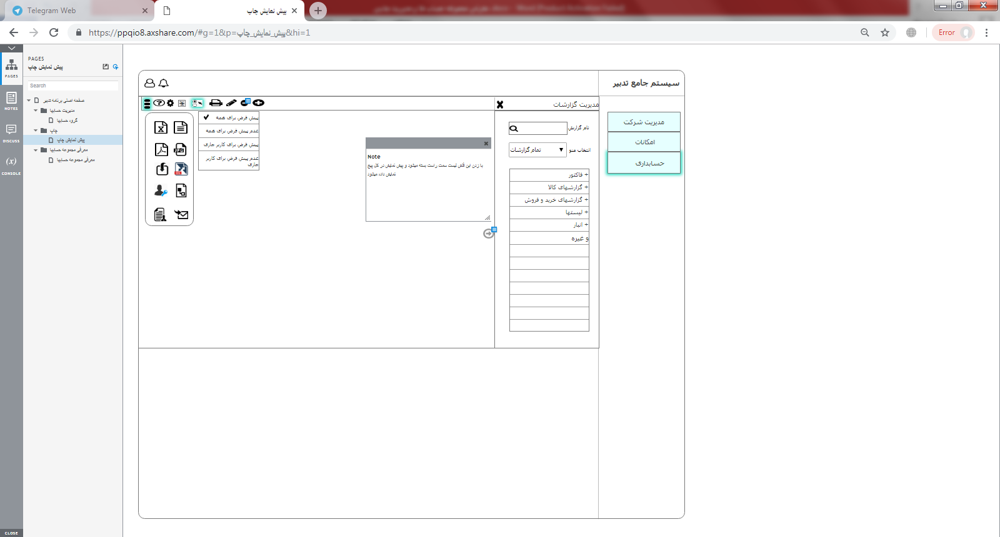 Telegram Web
پیش نمایش چاپ
https://ppqio8.axshare.com/#g=1&p=پیش_نمایش_چاپ&hi=1
Error
PAGES
NOTES
DISCUSS
(x)
CONSOLE
CLOSE
PAGES
پیش نمایش چاپ
Search
صفحه اصلی برنامه تدبیر
مدیریت حسابها
گروه حسابها
چاپ
پیش نمایش چاپ
معرفی مجموعه حسابها
معرفی مجموعه حسابها
سیستم جامع تدبیر
مدیریت شرکت
امکانات
حسابداری
مدیریت گزارشات
نام گزارش
انتخاب منو
تمام گزارشات
+ فاکتور
+ گزارشهای کالا
+ گزارشهای خرید و فروش
+ لیستها
+ انبار
و غیره
پیش فرض برای همه
عدم پیش فرض برای همه
پیش فرض برای کاربر جاری
عدم پیش فرض برای کاربر
جاری
JPG
Note
با زدن این فلش لیست سمت راست بسته میشود و پیش نمایش در کل پیج
نمایش داده میشود